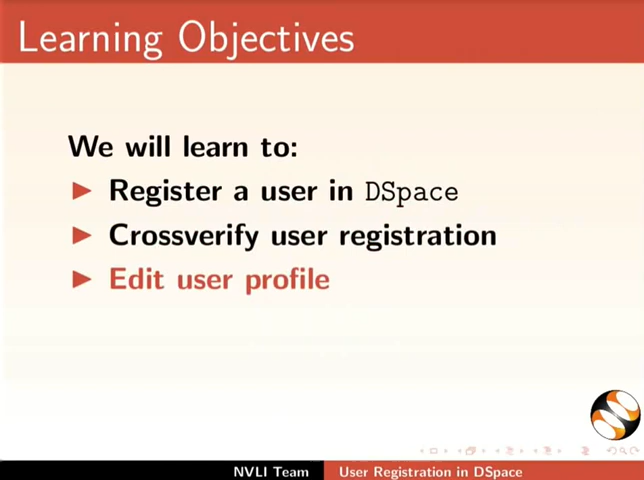 Learning Objectives
We will learn to:
Register a user in DSpace
Crossverify user registration
Edit user profile
NVLI Team User Registration in DSpace